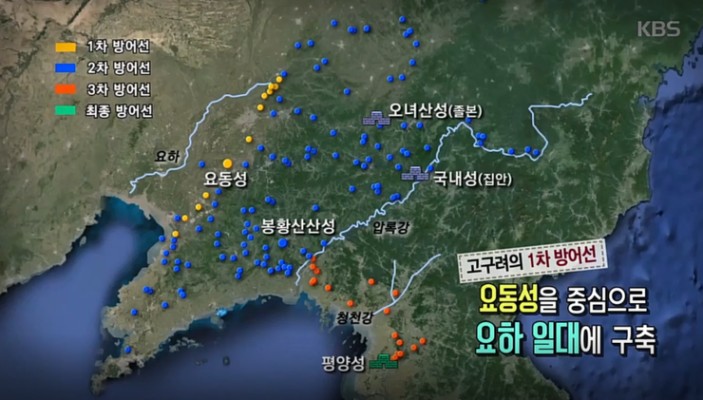 KBS
1차 방어선
2차 방어선
3차 방어선
최종 방어선
오녀산성(졸본)
요하
요동성
국내성(집안)
봉황산산성
압록강
고구려의 1차 방어선
요동성을 중심으로
요하 일대에 구축
청천강
평양성